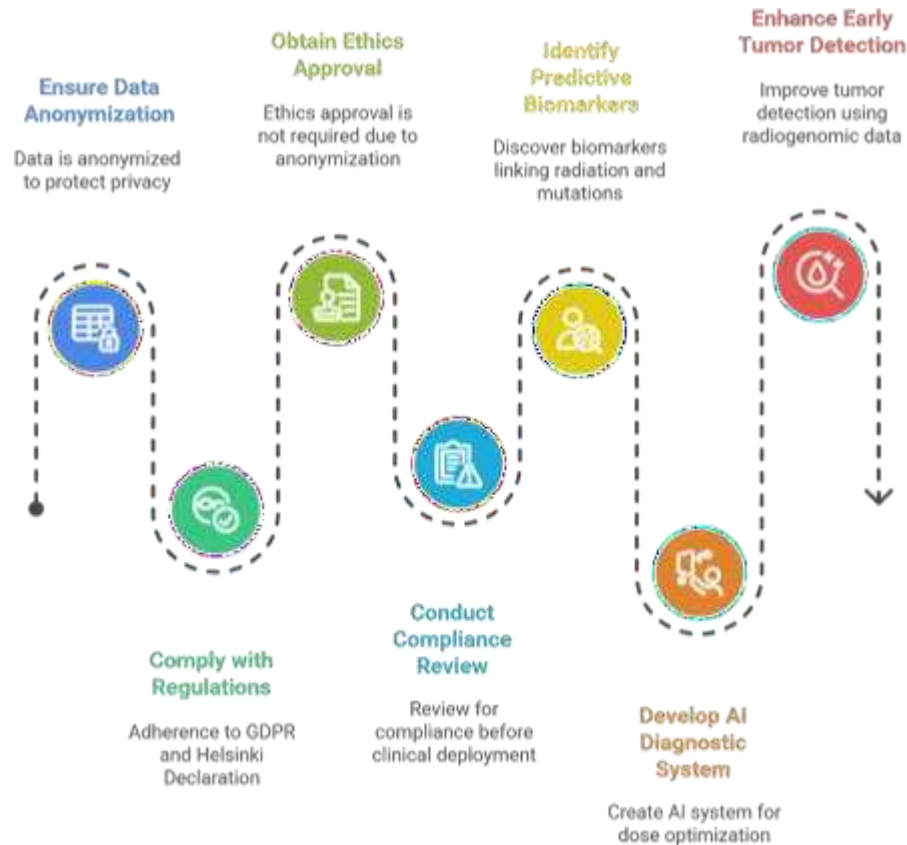 Ensure Data
Anonymization
Data is anonymized
to protect privacy
Comply with
Regulations
Adherence to GDPR
and Helsinki
Declaration
Obtain Ethics
Approval
Ethics approval is
not required due to
anonymization
Conduct
Compliance
Review
Review for
compliance before
clinical deployment
Identify
Predictive
Biomarkers
Discover biomarkers
linking radiation and
mutations
Develop AI
Diagnostic
System
Create AI system for
dose optimization
Enhance Early
Tumor Detection
Improve tumor
detection using
radiogenomic data